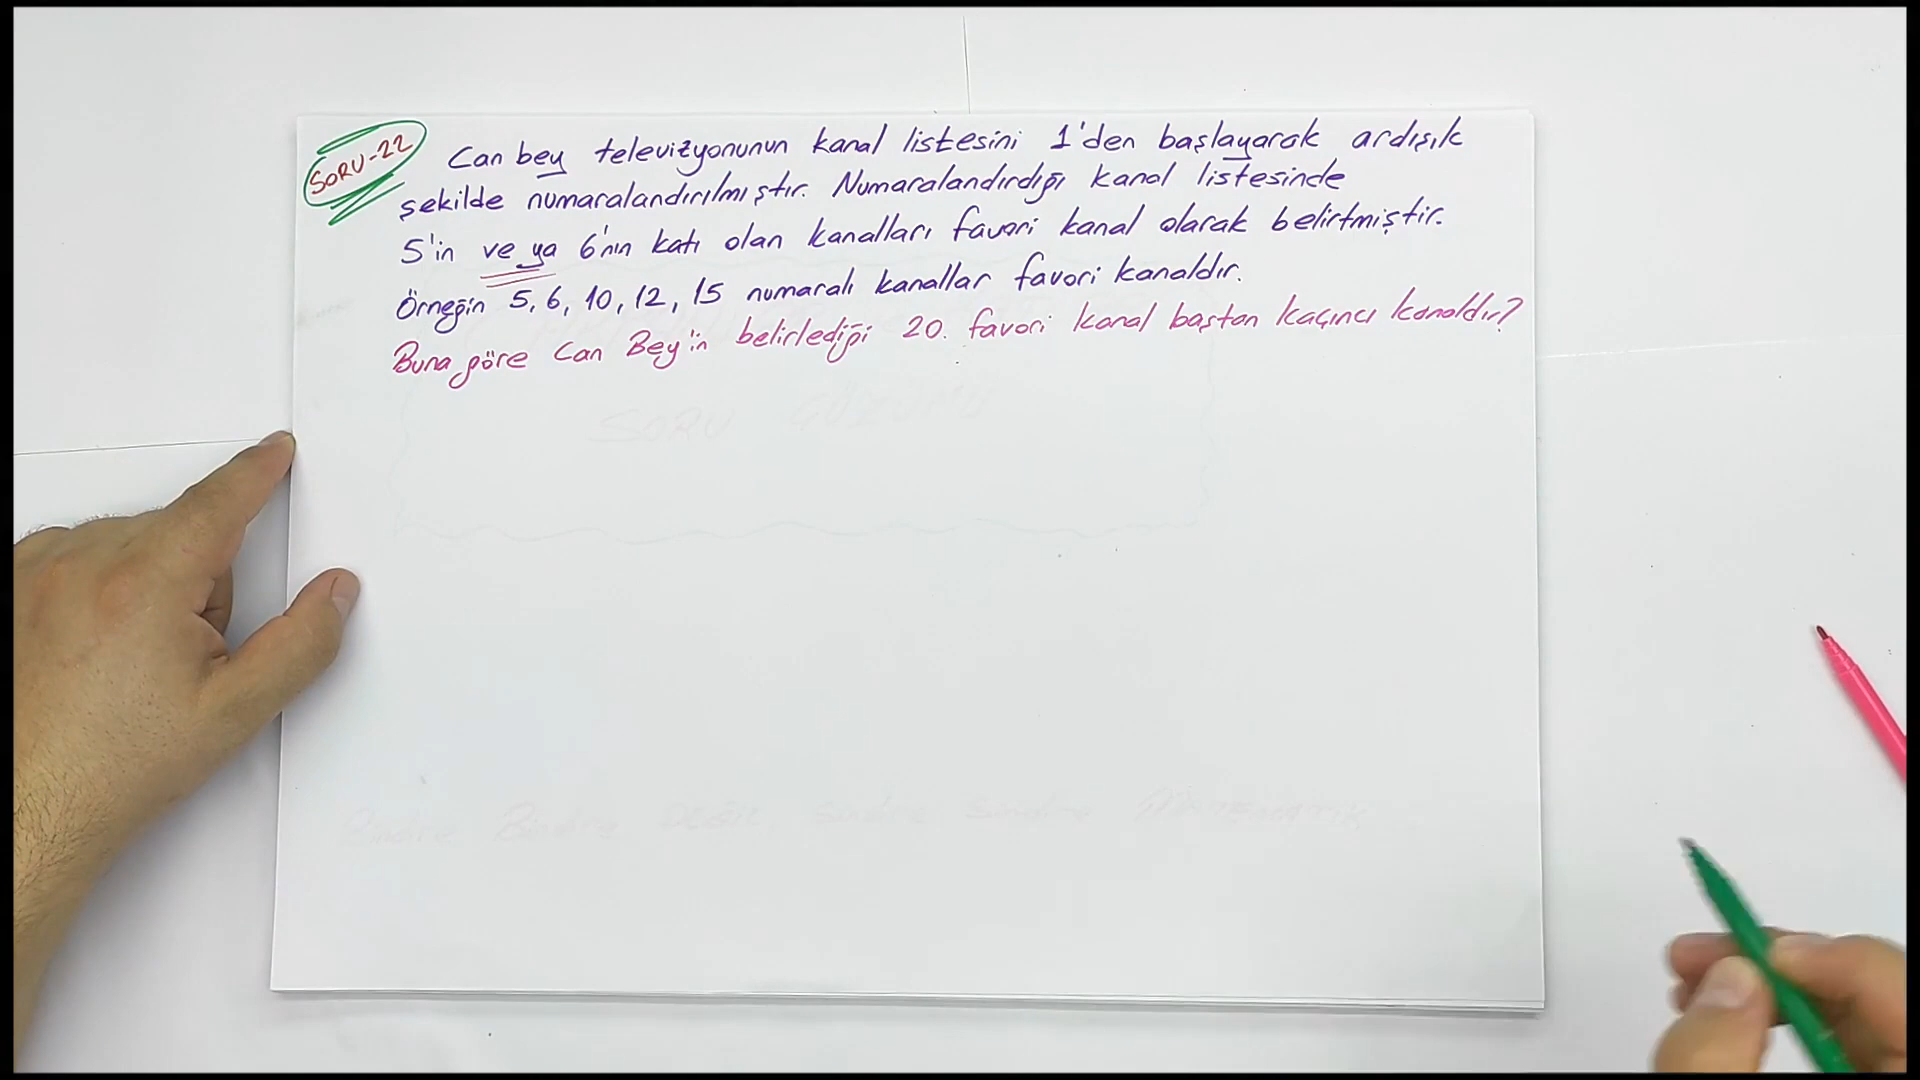 SORU-22
Can bey televizyonunun kanal listesini 1'den başlayarak ardışık
şekilde numaralandırılmıştır. Numaralandırdığı kanal listesinde
5'in ve ya 6'nın katı olan kanalları favori kanal olarak belirtmiştir.
Örneğin 5, 6, 10, 12, 15 numaralı kanallar favori kanaldır.
Buna göre Can Bey'in belirlediği 20. favori kanal baştan kaçıncı kanaldır?
SORU ÇÖZÜMÜ